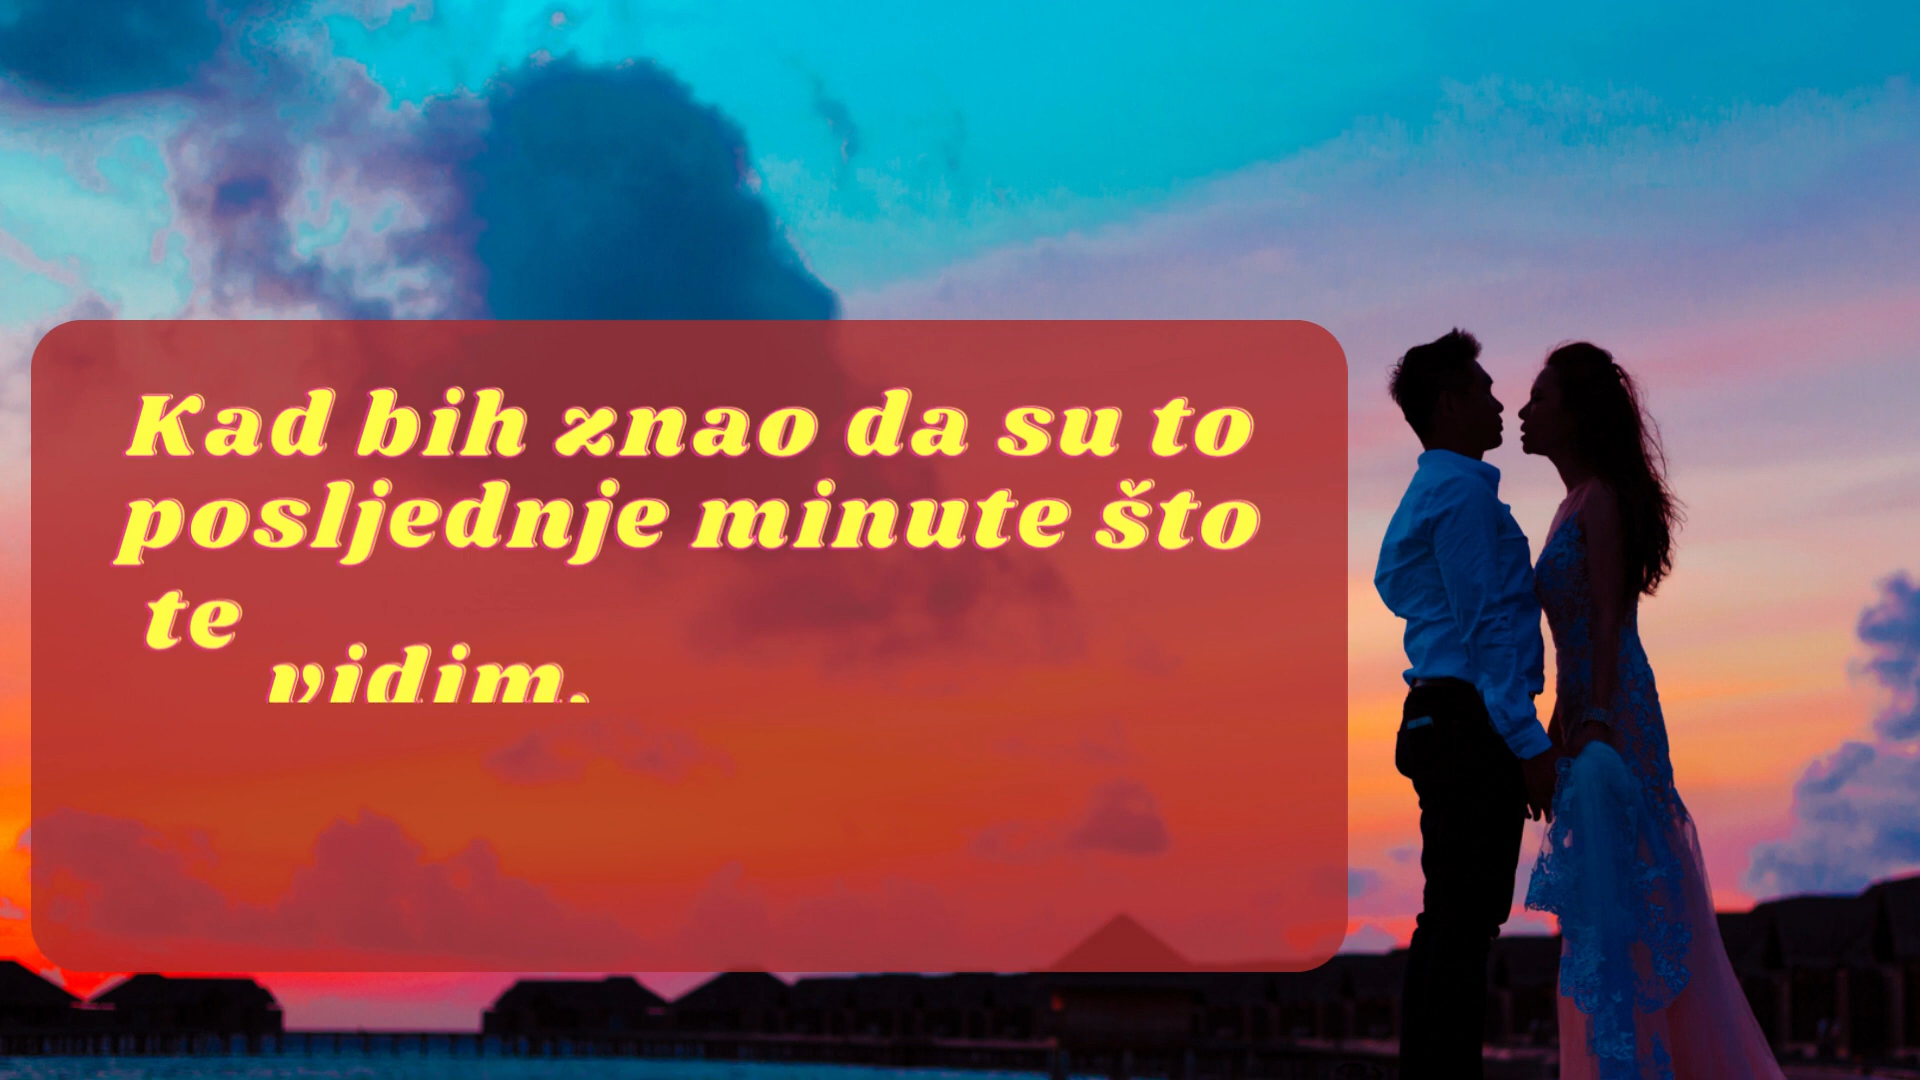 Kad bih znao da su to
posljednje minute što
te
vidim,